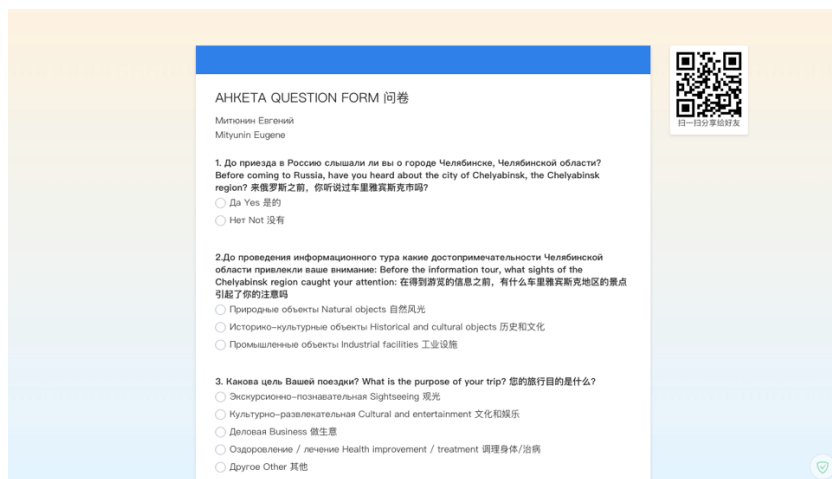 АНКЕТА QUESTION FORM 问卷
扫一扫分享给好友
Митюнин Евгений
Mityunin Eugene
1. До приезда в Россию слышали ли вы о городе Челябинске, Челябинской области?
Before coming to Russia, have you heard about the city of Chelyabinsk, the Chelyabinsk
region? 来俄罗斯之前，你听说过车里雅宾斯克市吗?
Да Yes 是的
Нет Not 没有
2.До проведения информационного тура какие достопримечательности Челябинской
области привлекли ваше внимание: Before the information tour, what sights of the
Chelyabinsk region caught your attention: 在得到游览的信息之前，有什么车里雅宾斯克地区的景点
引起了你的注意吗
Природные объекты Natural objects 自然风光
Историко-культурные объекты Historical and cultural objects 历史和文化
Промышленные объекты Industrial facilities 工业设施
3. Какова цель Вашей поездки? What is the purpose of your trip? 您的旅行目的是什么?
Экскурсионно-познавательная Sightseeing 观光
Культурно-развлекательная Cultural and entertainment 文化和娱乐
Деловая Business 做生意
Оздоровление / лечение Health improvement / treatment 调理身体/治病
Другое Other 其他